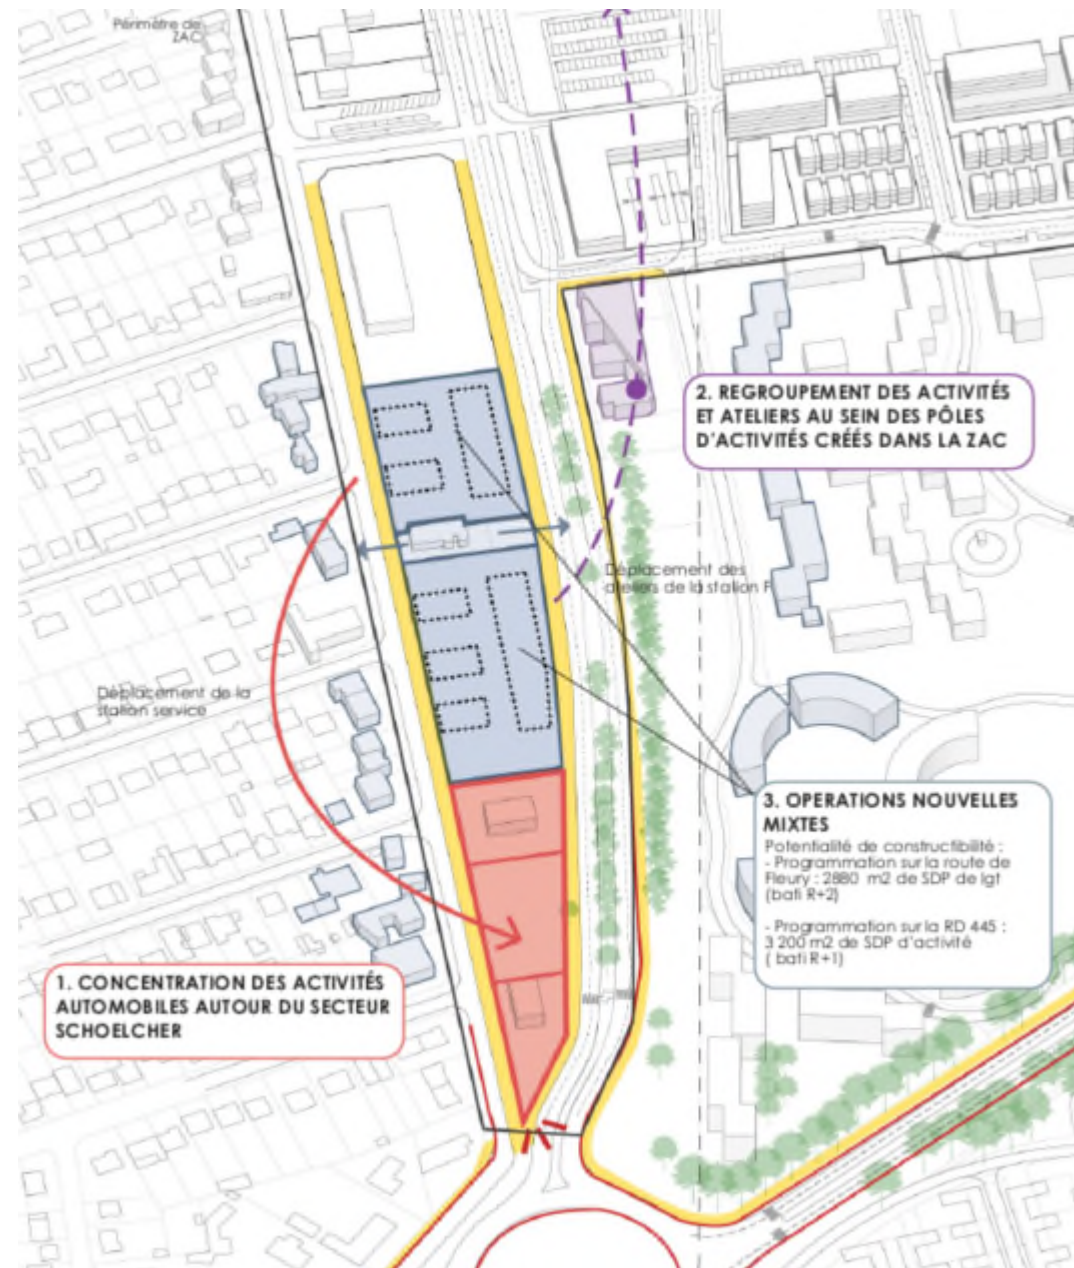 Périmètre de
ZAC
2. REGROUPEMENT DES ACTIVITÉS
ET ATELIERS AU SEIN DES PÔLES
D'ACTIVITÉS CRÉÉS DANS LA ZAC
Déplacement des
ateliers de la station F
Déplacement de la
station service
3. OPERATIONS NOUVELLES
MIXTES
Potentialité de constructibilité :
- Programmation sur la route de
Fleury : 2880 m2 de SDP de lgt
(bati R+2)
- Programmation sur la RD 445 :
3 200 m2 de SDP d'activité
( bati R+1)
1. CONCENTRATION DES ACTIVITÉS
AUTOMOBILES AUTOUR DU SECTEUR
SCHOELCHER